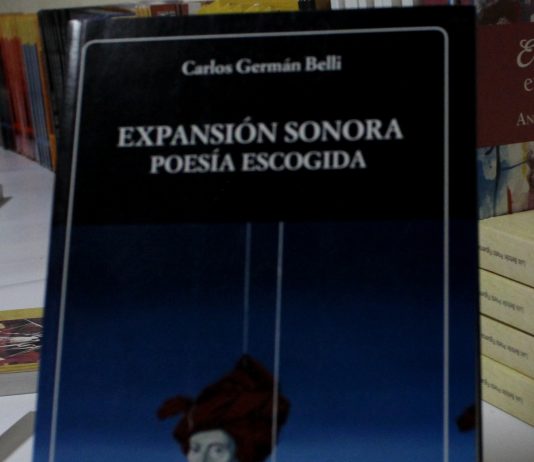 Carlos Germán Belli
EXPANSIÓN SONORA
POESÍA ESCOGIDA